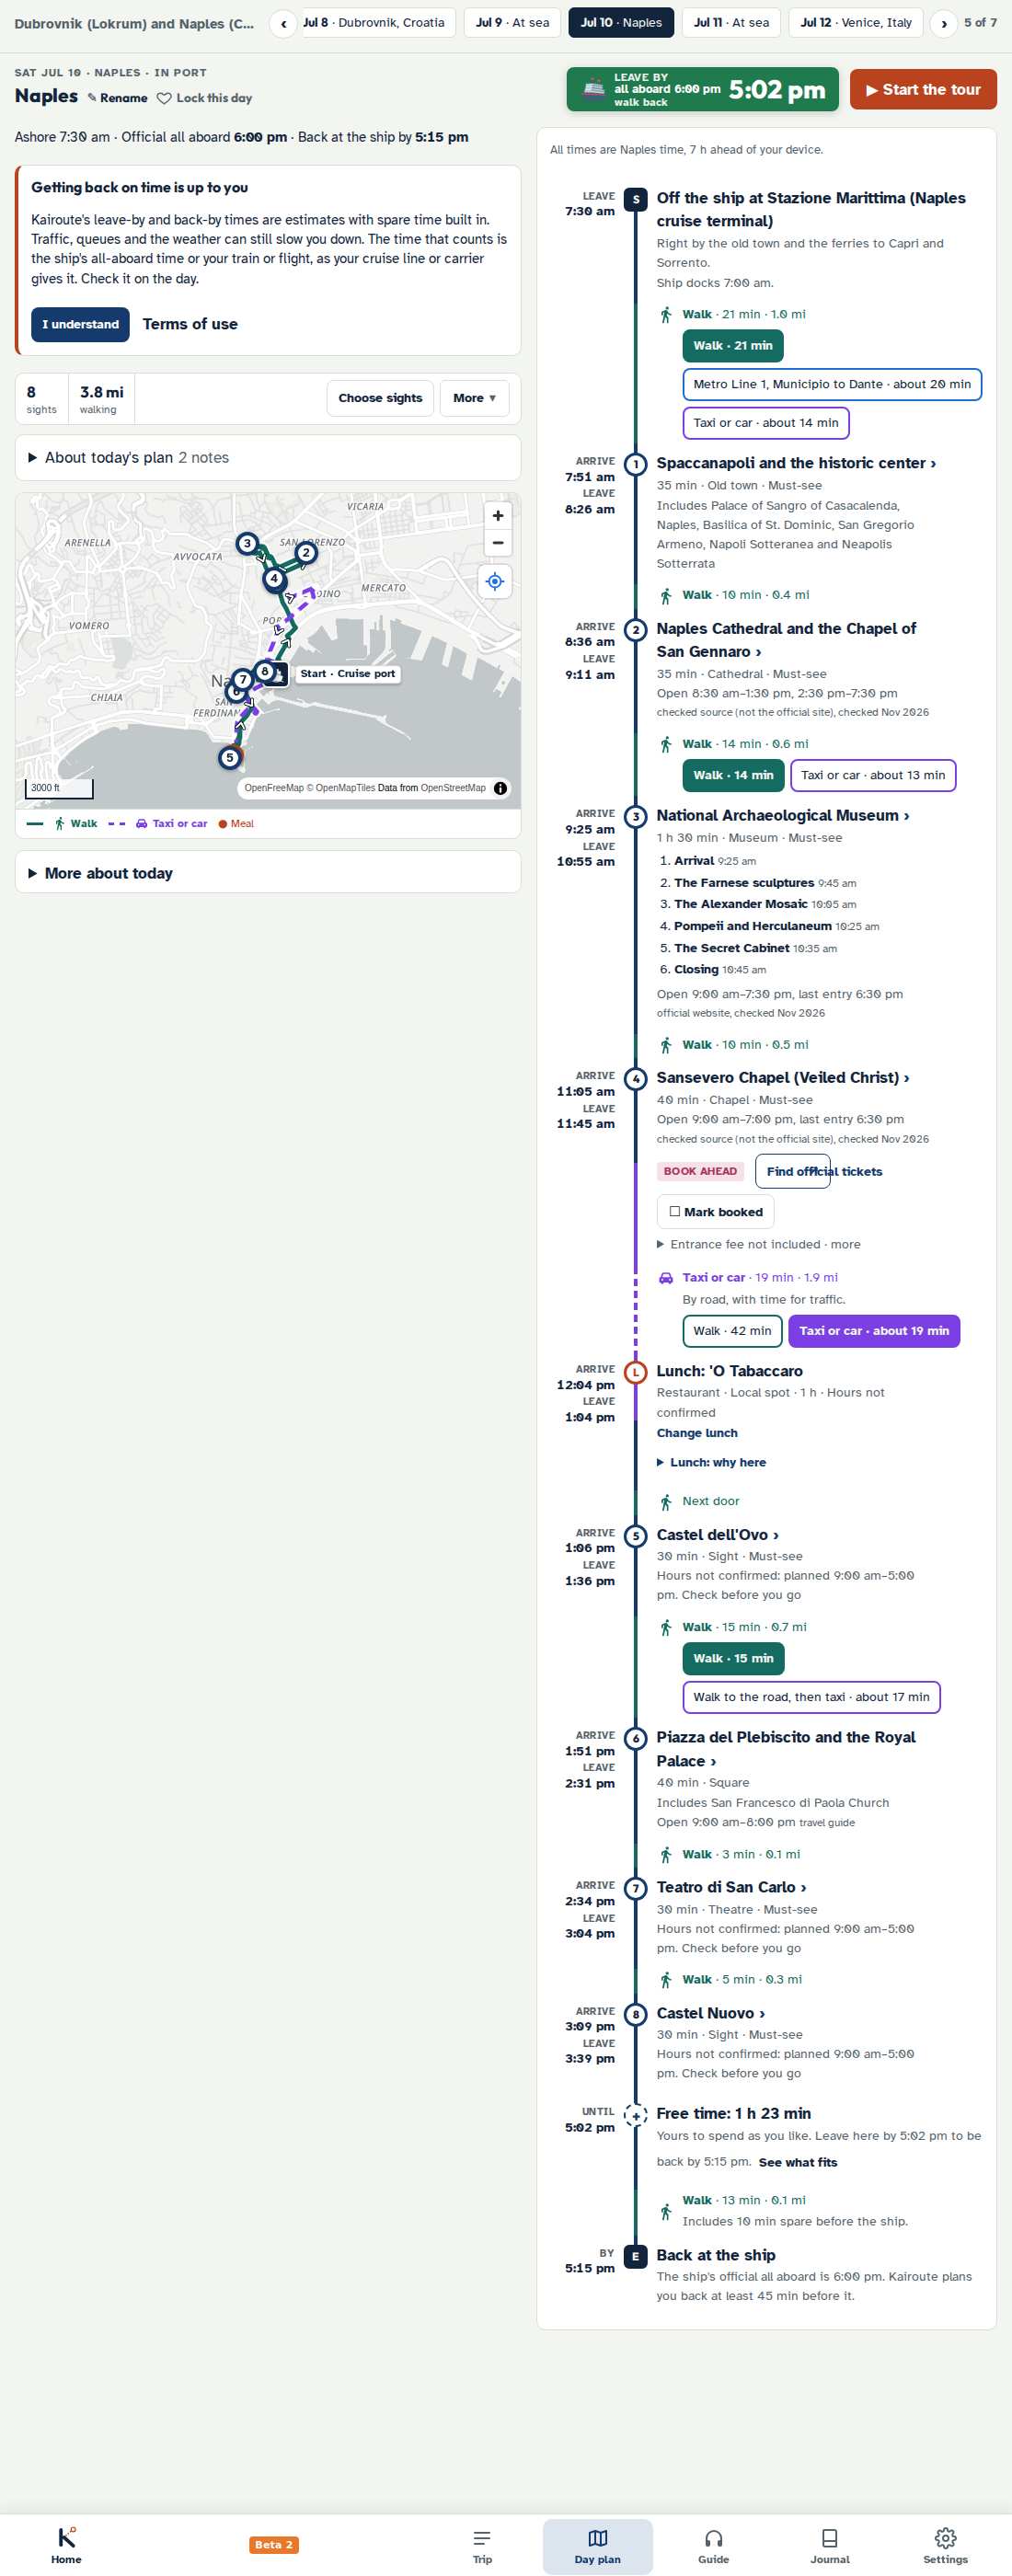 Dubrovnik (Lokrum) and Naples (C...
‹
Jul 8 · Dubrovnik, Croatia
Jul 9 · At sea
Jul 10 · Naples
Jul 11 · At sea
Jul 12 · Venice, Italy
›
5 of 7
SAT JUL 10 · NAPLES · IN PORT
Naples ✎ Rename Lock this day
LEAVE BY
all aboard 6:00 pm
walk back
5:02 pm
▶ Start the tour
Ashore 7:30 am · Official all aboard 6:00 pm · Back at the ship by 5:15 pm
Getting back on time is up to you
Kairoute's leave-by and back-by times are estimates with spare time built in.
Traffic, queues and the weather can still slow you down. The time that counts is
the ship's all-aboard time or your train or flight, as your cruise line or carrier
gives it. Check it on the day.
I understand
Terms of use
8
sights
3.8 mi
walking
Choose sights
More ▾
▶ About today's plan 2 notes
VICARIA
ARENELLA
AVVOCATA
SAN LORENZO
MERCATO
VOMERO
CHIAIA
SAN
FERDINAN
3
2
4
7
8
6
5
Start · Cruise port
+
−
3000 ft
OpenFreeMap © OpenMapTiles Data from OpenStreetMap
Walk
Taxi or car
Meal
▶ More about today
All times are Naples time, 7 h ahead of your device.
LEAVE
7:30 am
S
Off the ship at Stazione Marittima (Naples
cruise terminal)
Right by the old town and the ferries to Capri and
Sorrento.
Ship docks 7:00 am.
Walk · 21 min · 1.0 mi
Walk · 21 min
Metro Line 1, Municipio to Dante · about 20 min
Taxi or car · about 14 min
ARRIVE
7:51 am
LEAVE
8:26 am
1
Spaccanapoli and the historic center ›
35 min · Old town · Must-see
Includes Palace of Sangro of Casacalenda,
Naples, Basilica of St. Dominic, San Gregorio
Armeno, Napoli Sotteranea and Neapolis
Sotterrata
Walk · 10 min · 0.4 mi
ARRIVE
8:36 am
LEAVE
9:11 am
2
Naples Cathedral and the Chapel of
San Gennaro ›
35 min · Cathedral · Must-see
Open 8:30 am–1:30 pm, 2:30 pm–7:30 pm
checked source (not the official site), checked Nov 2026
Walk · 14 min · 0.6 mi
Walk · 14 min
Taxi or car · about 13 min
ARRIVE
9:25 am
LEAVE
10:55 am
3
National Archaeological Museum ›
1 h 30 min · Museum · Must-see
1. Arrival 9:25 am
2. The Farnese sculptures 9:45 am
3. The Alexander Mosaic 10:05 am
4. Pompeii and Herculaneum 10:25 am
5. The Secret Cabinet 10:35 am
6. Closing 10:45 am
Open 9:00 am–7:30 pm, last entry 6:30 pm
official website, checked Nov 2026
Walk · 10 min · 0.5 mi
ARRIVE
11:05 am
LEAVE
11:45 am
4
Sansevero Chapel (Veiled Christ) ›
40 min · Chapel · Must-see
Open 9:00 am–7:00 pm, last entry 6:30 pm
checked source (not the official site), checked Nov 2026
BOOK AHEAD
Find official tickets
☐ Mark booked
▶ Entrance fee not included · more
Taxi or car · 19 min · 1.9 mi
By road, with time for traffic.
Walk · 42 min
Taxi or car · about 19 min
ARRIVE
12:04 pm
LEAVE
1:04 pm
L
Lunch: 'O Tabaccaro
Restaurant · Local spot · 1 h · Hours not
confirmed
Change lunch
▶ Lunch: why here
Next door
ARRIVE
1:06 pm
LEAVE
1:36 pm
5
Castel dell'Ovo ›
30 min · Sight · Must-see
Hours not confirmed: planned 9:00 am–5:00
pm. Check before you go
Walk · 15 min · 0.7 mi
Walk · 15 min
Walk to the road, then taxi · about 17 min
ARRIVE
1:51 pm
LEAVE
2:31 pm
6
Piazza del Plebiscito and the Royal
Palace ›
40 min · Square
Includes San Francesco di Paola Church
Open 9:00 am–8:00 pm travel guide
Walk · 3 min · 0.1 mi
ARRIVE
2:34 pm
LEAVE
3:04 pm
7
Teatro di San Carlo ›
30 min · Theatre · Must-see
Hours not confirmed: planned 9:00 am–5:00
pm. Check before you go
Walk · 5 min · 0.3 mi
ARRIVE
3:09 pm
LEAVE
3:39 pm
8
Castel Nuovo ›
30 min · Sight · Must-see
Hours not confirmed: planned 9:00 am–5:00
pm. Check before you go
UNTIL
5:02 pm
+
Free time: 1 h 23 min
Yours to spend as you like. Leave here by 5:02 pm to be
back by 5:15 pm. See what fits
Walk · 13 min · 0.1 mi
Includes 10 min spare before the ship.
BY
5:15 pm
E
Back at the ship
The ship's official all aboard is 6:00 pm. Kairoute plans
you back at least 45 min before it.
Home
Beta 2
Trip
Day plan
Guide
Journal
Settings